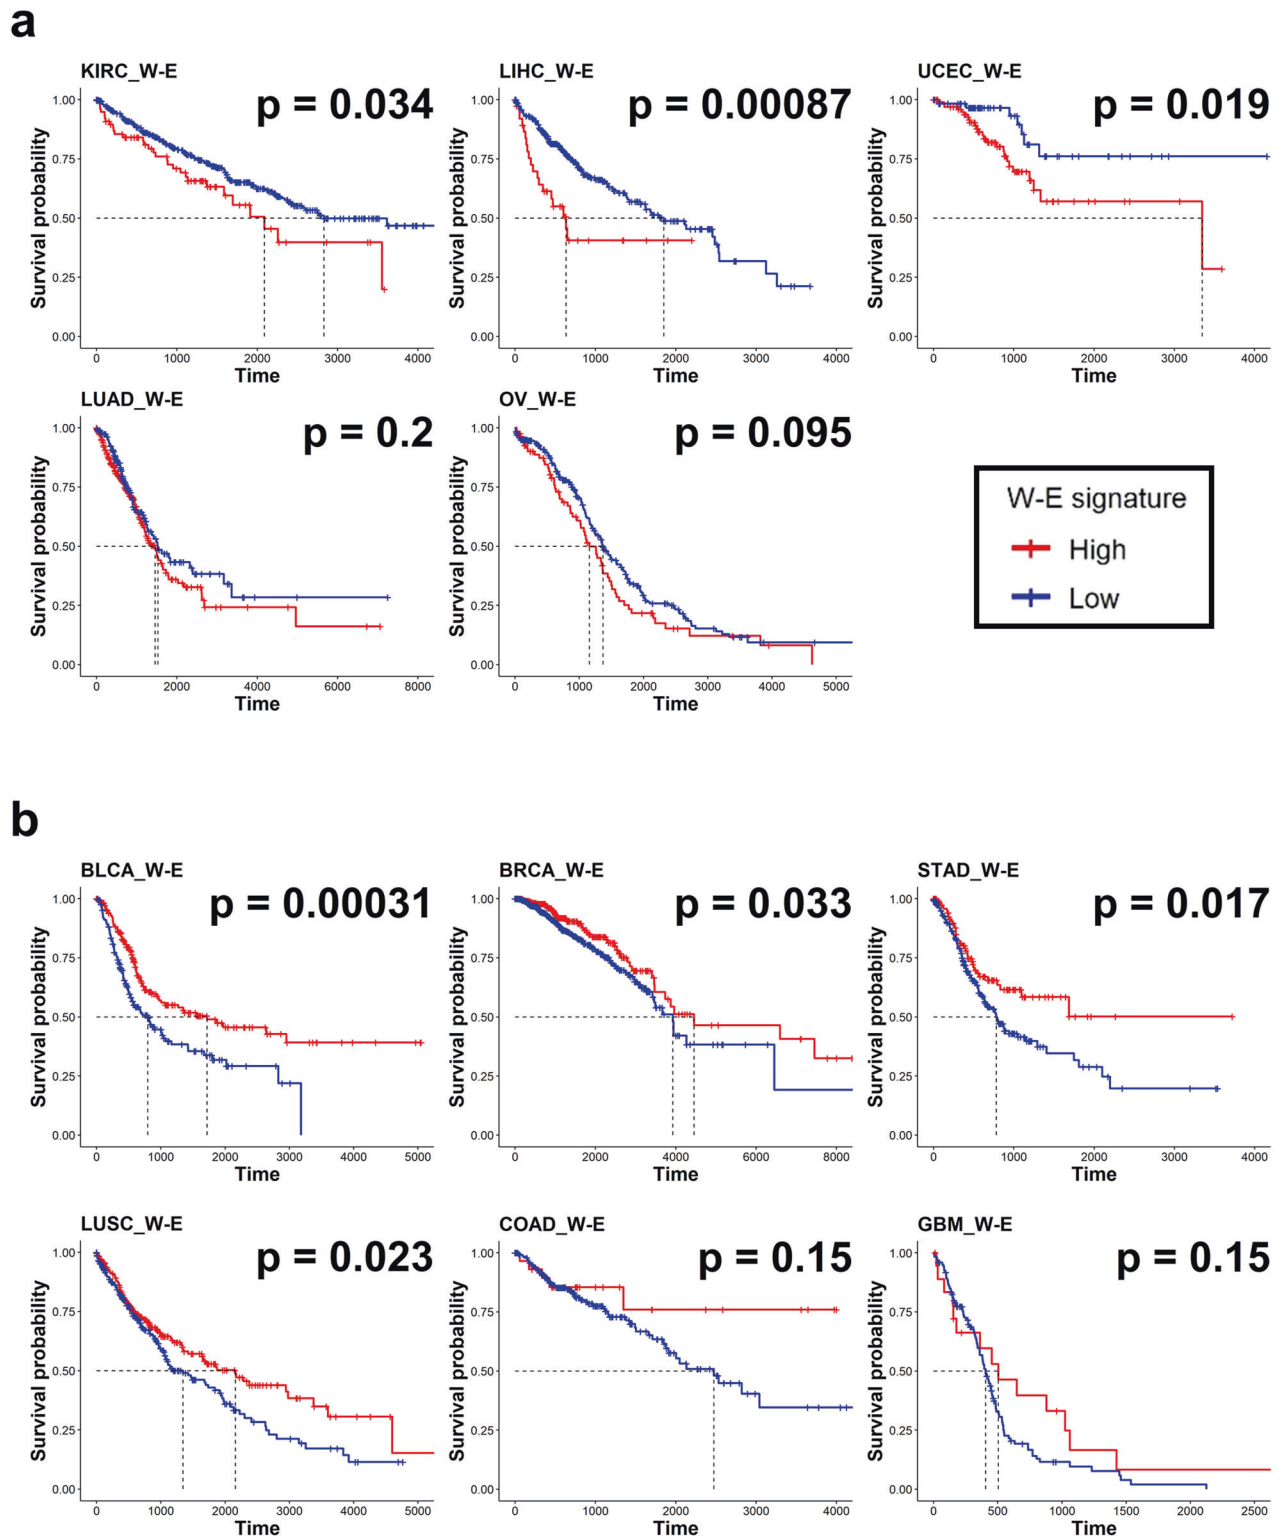 a
KIRC_W-E
p = 0.034
Survival probability
1.00
0.75
0.50
0.25
0.00
0 1000 2000 3000 4000
Time
LIHC_W-E
p = 0.00087
Survival probability
1.00
0.75
0.50
0.25
0.00
0 1000 2000 3000 4000
Time
UCEC_W-E
p = 0.019
Survival probability
1.00
0.75
0.50
0.25
0.00
0 1000 2000 3000 4000
Time
LUAD_W-E
p = 0.2
Survival probability
1.00
0.75
0.50
0.25
0.00
0 2000 4000 6000 8000
Time
OV_W-E
p = 0.095
Survival probability
1.00
0.75
0.50
0.25
0.00
0 1000 2000 3000 4000 5000
Time
W-E signature
High
Low
b
BLCA_W-E
p = 0.00031
Survival probability
1.00
0.75
0.50
0.25
0.00
0 1000 2000 3000 4000 5000
Time
BRCA_W-E
p = 0.033
Survival probability
1.00
0.75
0.50
0.25
0.00
0 2000 4000 6000 8000
Time
STAD_W-E
p = 0.017
Survival probability
1.00
0.75
0.50
0.25
0.00
0 1000 2000 3000 4000
Time
LUSC_W-E
p = 0.023
Survival probability
1.00
0.75
0.50
0.25
0.00
0 1000 2000 3000 4000 5000
Time
COAD_W-E
p = 0.15
Survival probability
1.00
0.75
0.50
0.25
0.00
0 1000 2000 3000 4000
Time
GBM_W-E
p = 0.15
Survival probability
1.00
0.75
0.50
0.25
0.00
0 500 1000 1500 2000 2500
Time